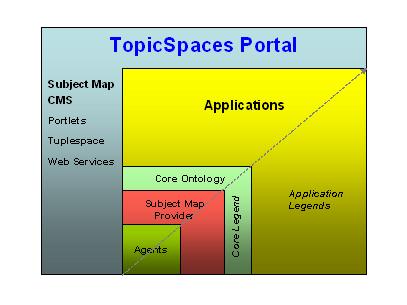 TopicSpaces Portal
Subject Map
CMS
Portlets
Tuplespace
Web Services
Applications
Core Ontology
Subject Map
Provider
Agents
Core Legend
Application
Legends